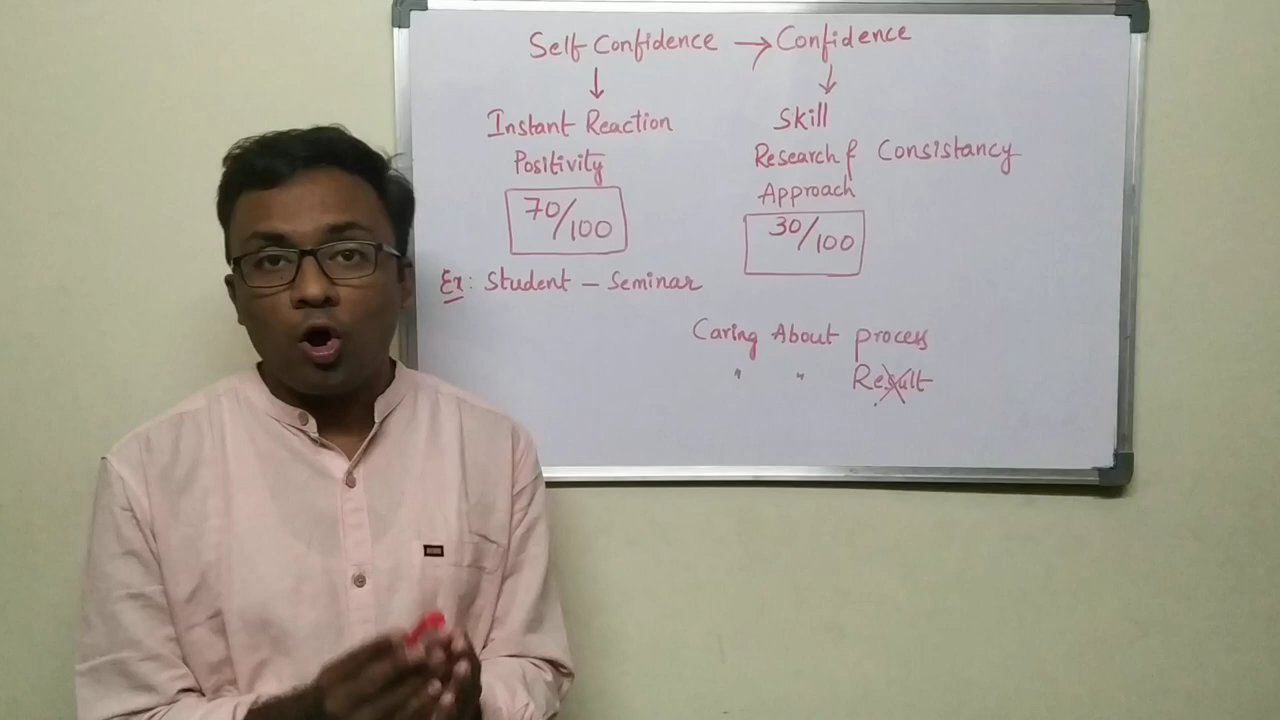 Self Confidence → Confidence
↓ ↓
Instant Reaction Skill
Positivity Research & Consistancy
Approach
70/100 30/100
Ex: Student – Seminar
Caring About process
" " Result